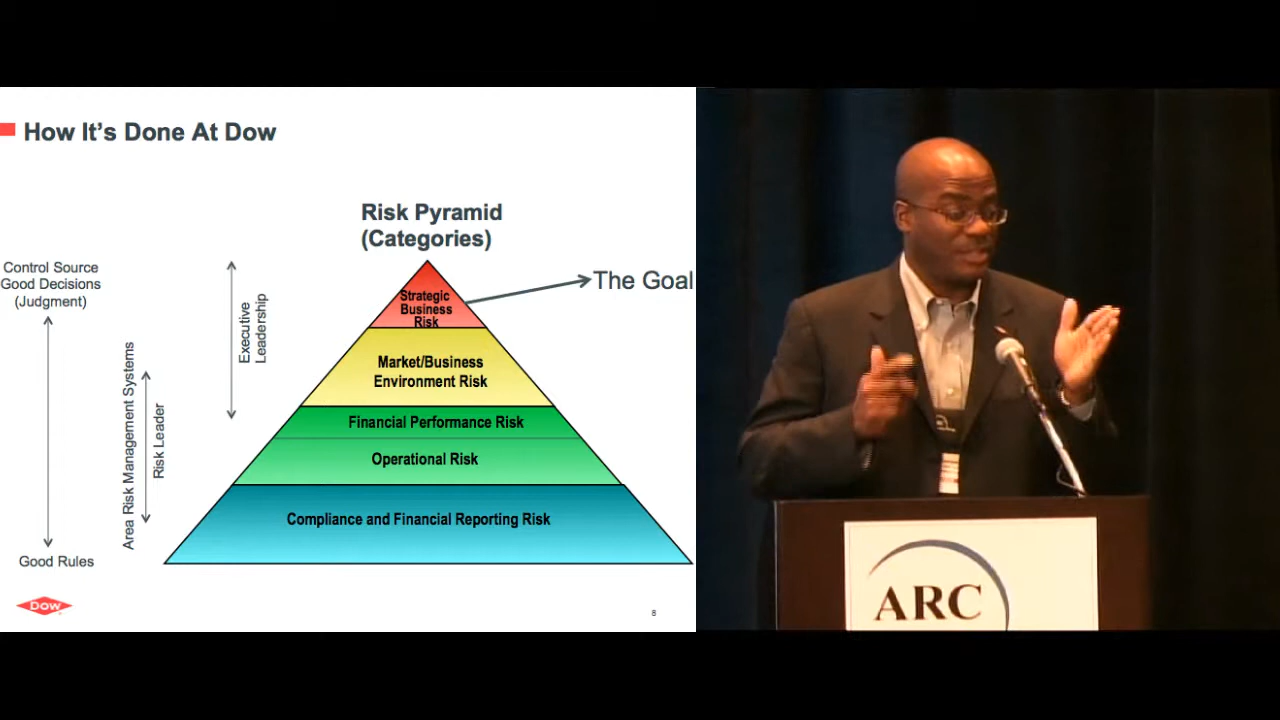 How It's Done At Dow
Risk Pyramid
(Categories)
Control Source
Good Decisions
(Judgment)
Good Rules
Area Risk Management Systems
Risk Leader
Executive
Leadership
Strategic
Business
Risk
The Goal
Market/Business
Environment Risk
Financial Performance Risk
Operational Risk
Compliance and Financial Reporting Risk
Dow
8
ARC